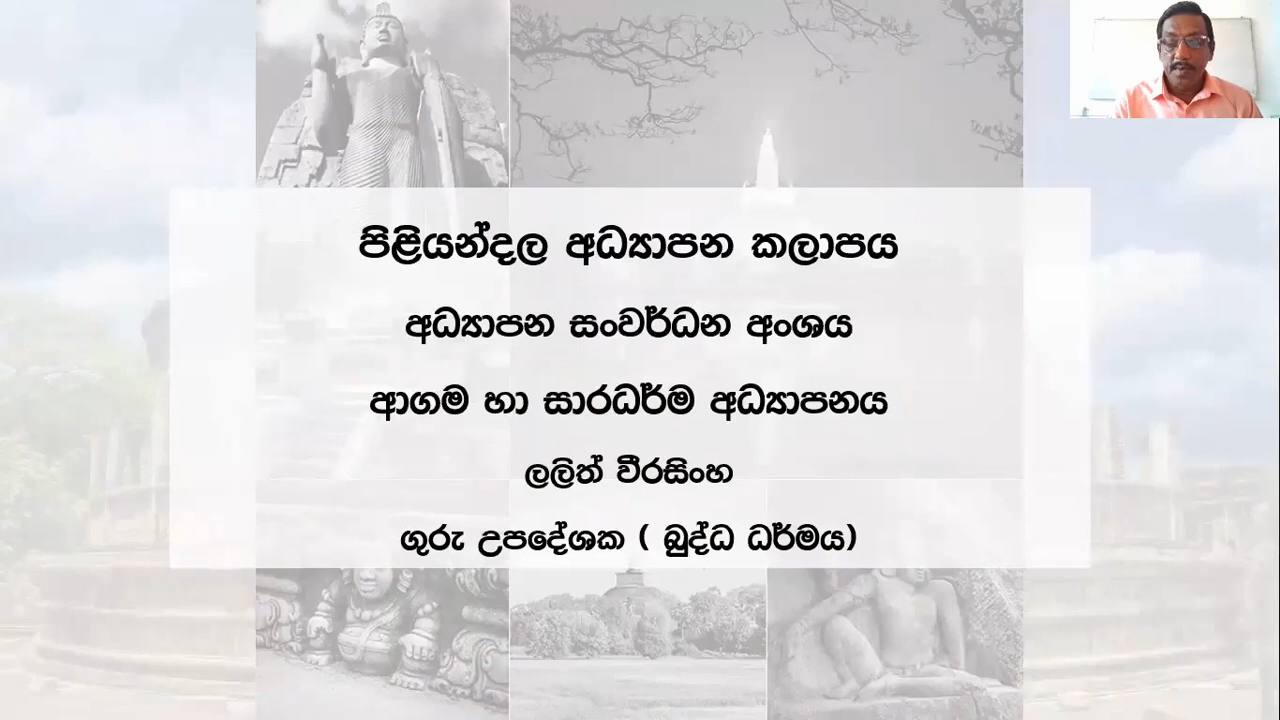 පිළියන්දල අධ්‍යාපන කලාපය
අධ්‍යාපන සංවර්ධන අංශය
ආගම හා සාරධර්ම අධ්‍යාපනය
ලලිත් වීරසිංහ
ගුරු උපදේශක ( බුද්ධ ධර්මය)